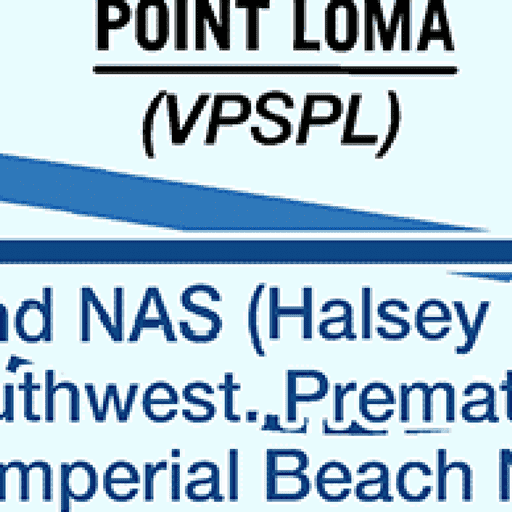 POINT LOMA
(VPSPL)
nd NAS (Halsey
uthwest. Premat
mperial Beach N